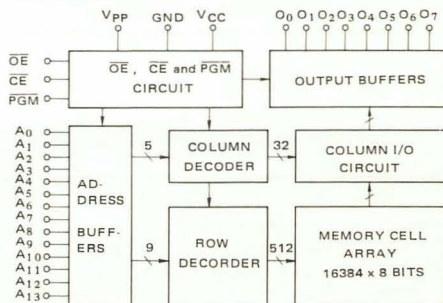 VPP GND VCC
O0 O1 O2 O3 O4 O5 O6 O7
OE
CE
PGM
OE, CE and PGM
CIRCUIT
OUTPUT BUFFERS
A0
A1
A2
A3
A4
A5
A6
A7
A8
A9
A10
A11
A12
A13
AD-
DRESS
BUFF-
ERS
5
COLUMN
DECODER
32
COLUMN I/O
CIRCUIT
9
ROW
DECORDER
512
MEMORY CELL
ARRAY
16384 x 8 BITS